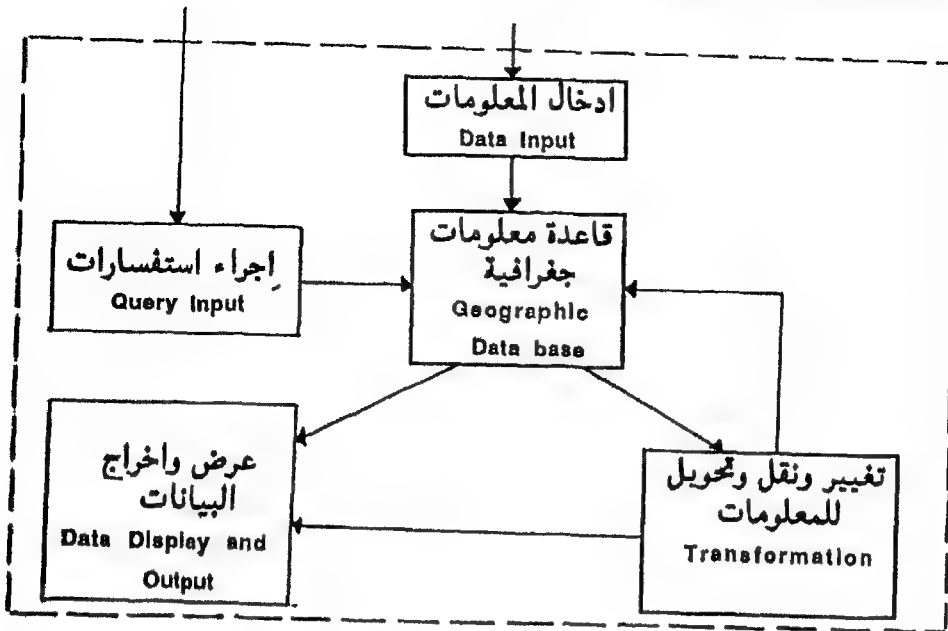 ادخال المعلومات
Data Input
قاعدة معلومات
جغرافية
Geographic
Data base
إجراء استفسارات
Query Input
عرض واخراج
البيانات
Data Display and
Output
تغيير ونقل وتحويل
للمعلومات
Transformation